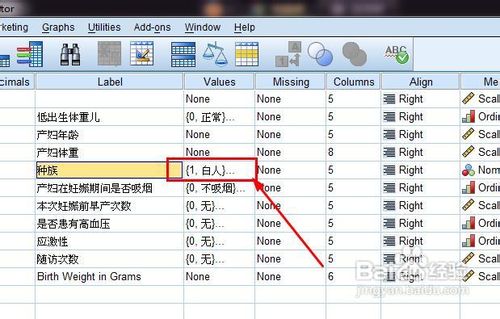 tor
rketing Graphs Utilities Add-ons Window Help
ABC
cimals Label Values Missing Columns Align Me
None None 5 Right Scal
低出生体重儿 {0, 正常}... None 5 Right Ordin
产妇年龄 None None 5 Right Scal
产妇体重 None None 8 Right Scal
种族 {1, 白人}... None 5 Right Nom
产妇在妊娠期间是否吸烟 {0, 不吸烟}... None 5 Right Ordin
本次妊娠前早产次数 {0, 无}... None 5 Right Scal
是否患有高血压 {0, 无}... None 5 Right Ordin
应激性 {0, 无}... None 5 Right Ordin
随访次数 {0, 无}... None 5 Right Scal
Birth Weight in Grams None None 6 Right Scal
Baidu 经验
jingyan.baidu.com